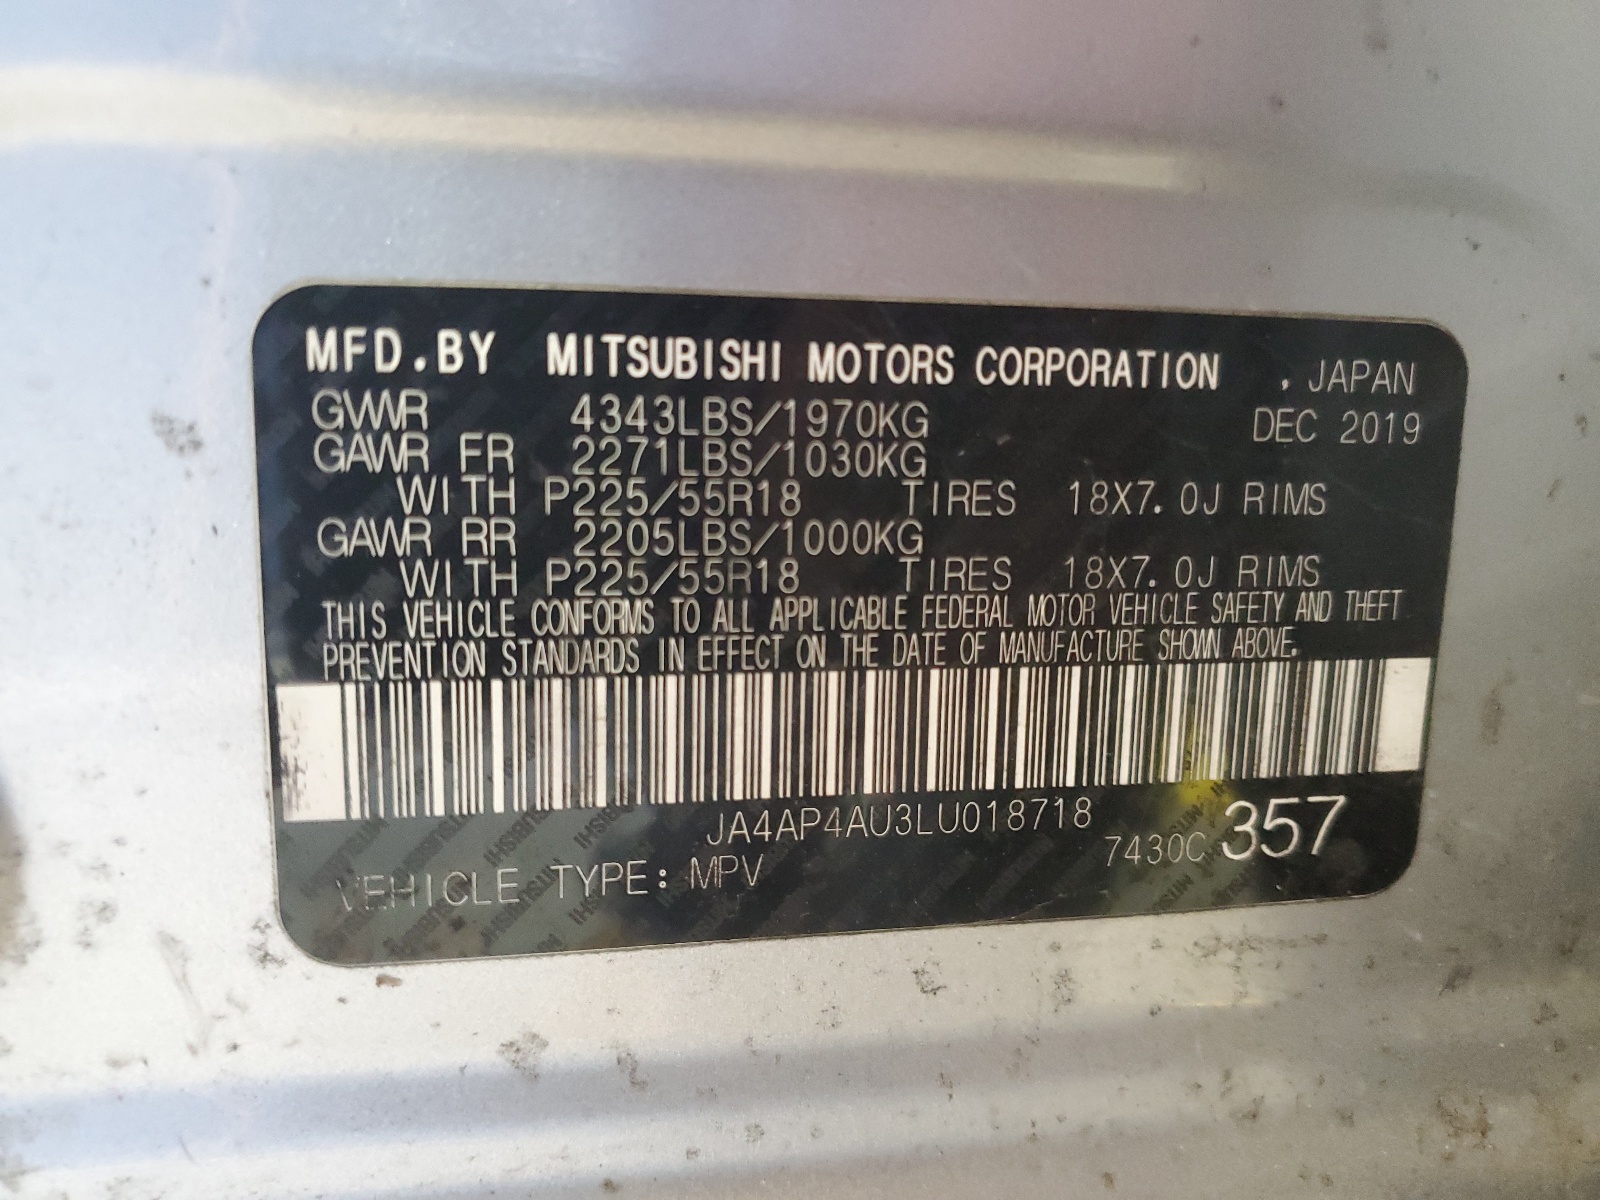 MFD.BY MITSUBISHI MOTORS CORPORATION , JAPAN
GVWR 4343LBS/1970KG DEC 2019
GAWR FR 2271LBS/1030KG
WITH P225/55R18 TIRES 18X7.0J RIMS
GAWR RR 2205LBS/1000KG
WITH P225/55R18 TIRES 18X7.0J RIMS
THIS VEHICLE CONFORMS TO ALL APPLICABLE FEDERAL MOTOR VEHICLE SAFETY AND THEFT
PREVENTION STANDARDS IN EFFECT ON THE DATE OF MANUFACTURE SHOWN ABOVE.
JA4AP4AU3LU018718
7430C 357
VEHICLE TYPE: MPV